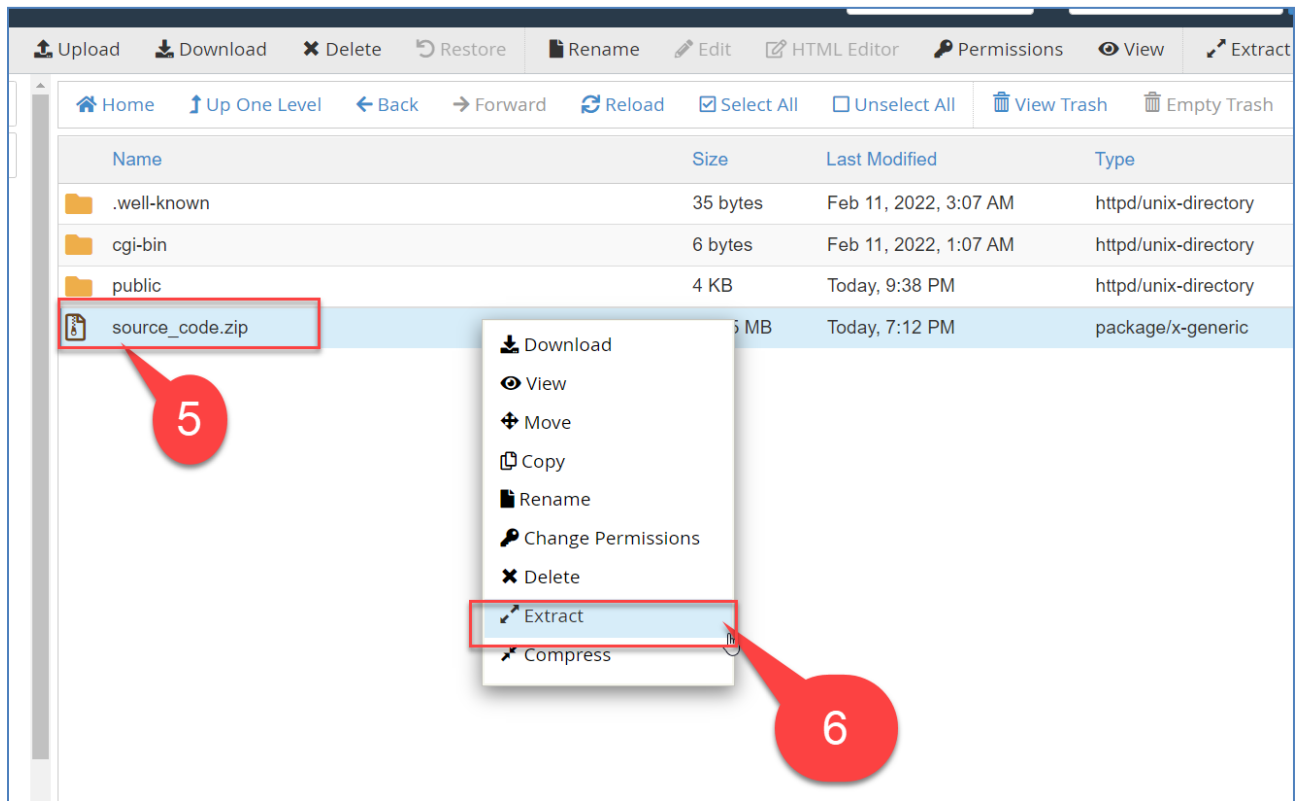 Upload Download Delete Restore Rename Edit HTML Editor Permissions View Extract
Home Up One Level Back Forward Reload Select All Unselect All View Trash Empty Trash
Name Size Last Modified Type
.well-known 35 bytes Feb 11, 2022, 3:07 AM httpd/unix-directory
cgi-bin 6 bytes Feb 11, 2022, 1:07 AM httpd/unix-directory
public 4 KB Today, 9:38 PM httpd/unix-directory
source_code.zip MB Today, 7:12 PM package/x-generic
Download
View
5
Move
Copy
Rename
Change Permissions
Delete
Extract
Compress
6